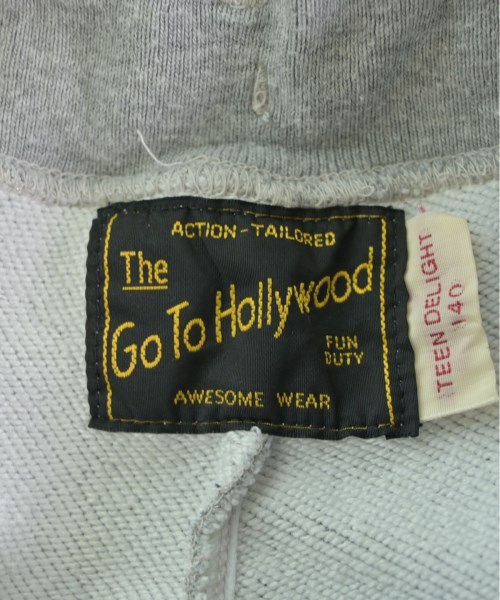 ACTION-TAILORED
The
Go To Hollywood
FUN
DUTY
AWESOME WEAR
TEEN DELIGHT
140